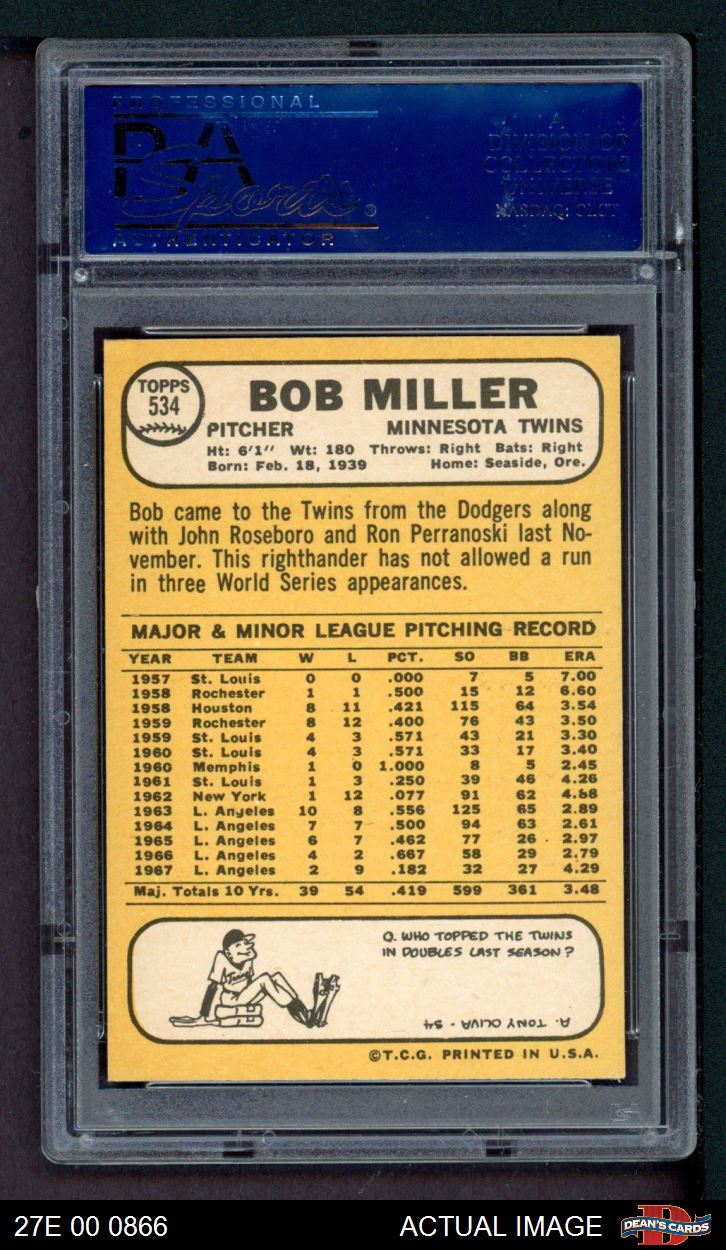 PROFESSIONAL
PSA
Sports®
AUTHENTICATOR
A
DIVISION OF
COLLECTORS
UNIVERSE
NASDAQ: CLCT
TOPPS
534
BOB MILLER
PITCHER MINNESOTA TWINS
Ht: 6'1" Wt: 180 Throws: Right Bats: Right
Born: Feb. 18, 1939 Home: Seaside, Ore.
Bob came to the Twins from the Dodgers along
with John Roseboro and Ron Perranoski last No-
vember. This righthander has not allowed a run
in three World Series appearances.
MAJOR & MINOR LEAGUE PITCHING RECORD
YEAR TEAM W L PCT. SO BB ERA
1957 St. Louis 0 0 .000 7 5 7.00
1958 Rochester 1 1 .500 15 12 6.60
1958 Houston 8 11 .421 115 64 3.54
1959 Rochester 8 12 .400 76 43 3.50
1959 St. Louis 4 3 .571 43 21 3.30
1960 St. Louis 4 3 .571 33 17 3.40
1960 Memphis 1 0 1.000 8 5 2.45
1961 St. Louis 1 3 .250 39 46 4.26
1962 New York 1 12 .077 91 62 4.68
1963 L. Angeles 10 8 .556 125 65 2.89
1964 L. Angeles 7 7 .500 94 63 2.61
1965 L. Angeles 6 7 .462 77 26 2.97
1966 L. Angeles 4 2 .667 58 29 2.79
1967 L. Angeles 2 9 .182 32 27 4.29
Maj. Totals 10 Yrs. 39 54 .419 599 361 3.48
Q. WHO TOPPED THE TWINS
IN DOUBLES LAST SEASON?
Twins
A. TONY OLIVA - 34
©T.C.G. PRINTED IN U.S.A.
27E 00 0866 ACTUAL IMAGE
D
DEAN'S CARDS